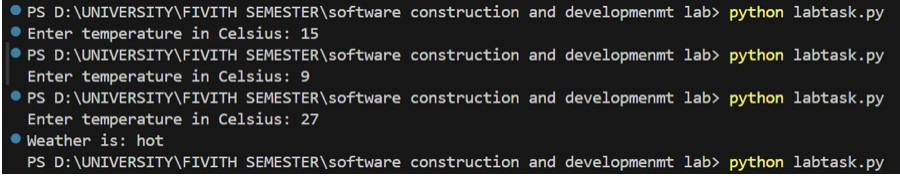 PS D:\UNIVERSITY\FIVITH SEMESTER\software construction and developmenmt lab> python labtask.py
Enter temperature in Celsius: 15
PS D:\UNIVERSITY\FIVITH SEMESTER\software construction and developmenmt lab> python labtask.py
Enter temperature in Celsius: 9
PS D:\UNIVERSITY\FIVITH SEMESTER\software construction and developmenmt lab> python labtask.py
Enter temperature in Celsius: 27
Weather is: hot
PS D:\UNIVERSITY\FIVITH SEMESTER\software construction and developmenmt lab> python labtask.py